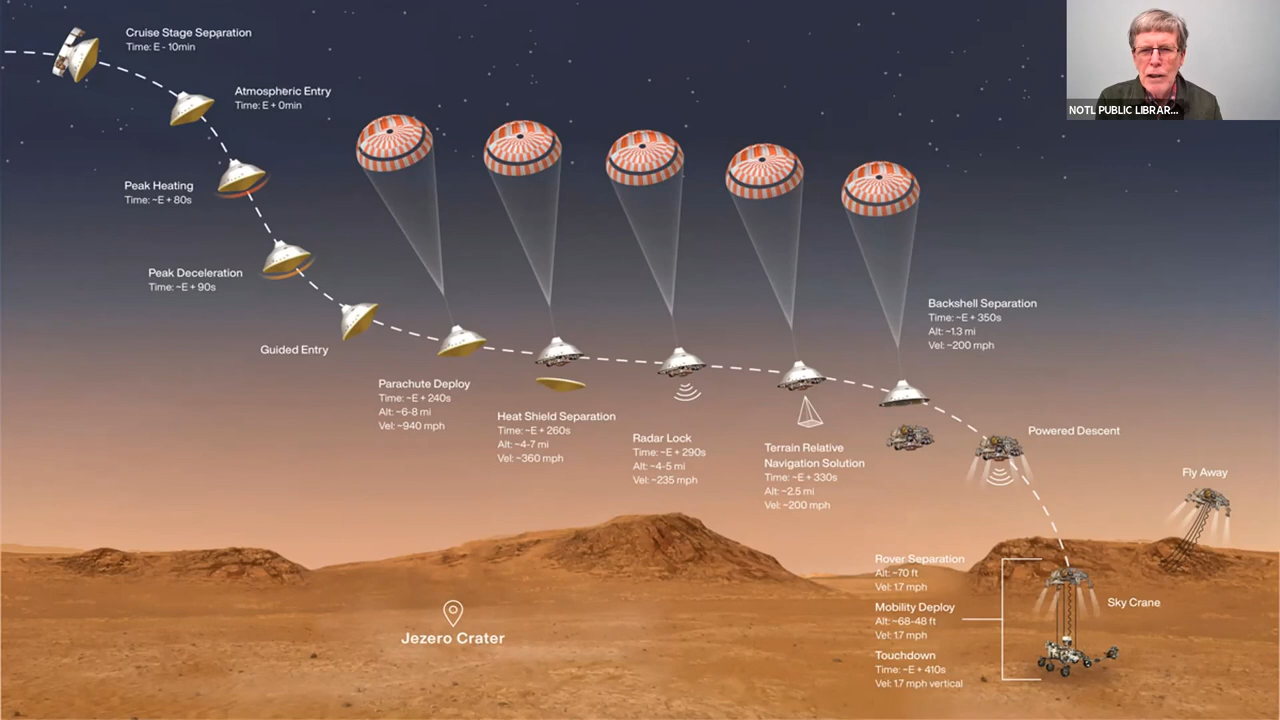 Cruise Stage Separation
Time: E - 10min
Atmospheric Entry
Time: E + 0min
Peak Heating
Time: ~E + 80s
Peak Deceleration
Time: ~E + 90s
Guided Entry
Parachute Deploy
Time: ~E + 240s
Alt: ~6-8 mi
Vel: ~940 mph
Heat Shield Separation
Time: ~E + 260s
Alt: ~4-7 mi
Vel: ~360 mph
Radar Lock
Time: ~E + 290s
Alt: ~4-5 mi
Vel: ~235 mph
Terrain Relative
Navigation Solution
Time: ~E + 330s
Alt: ~2.5 mi
Vel: ~200 mph
Backshell Separation
Time: ~E + 350s
Alt: ~1.3 mi
Vel: ~200 mph
Powered Descent
Fly Away
Rover Separation
Alt: ~70 ft
Vel: 1.7 mph
Mobility Deploy
Alt: ~68-48 ft
Vel: 1.7 mph
Touchdown
Time: ~E + 410s
Vel: 1.7 mph vertical
Sky Crane
Jezero Crater
NOTL PUBLIC LIBRAR...